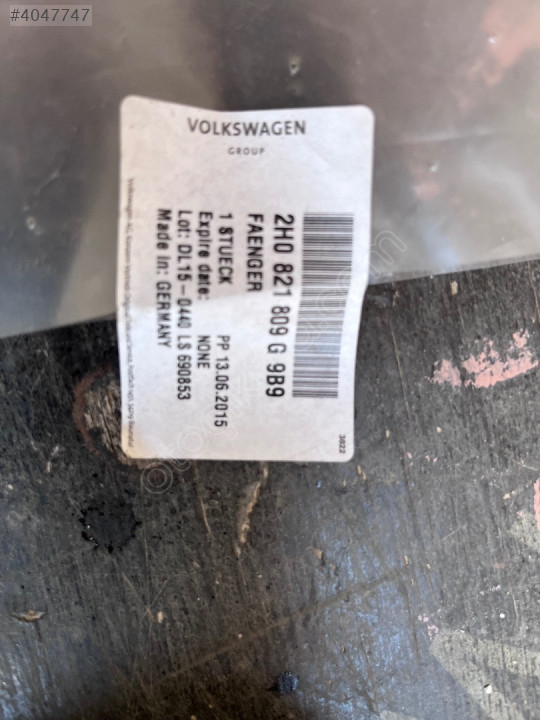 #4047747
VOLKSWAGEN
GROUP
2H0 821 809 G 9B9
FAENGER
1 STUECK PP 13.06.2015
Expire date: NONE
Lot: DL15-0440 LS 690853
Made in: GERMANY
3622